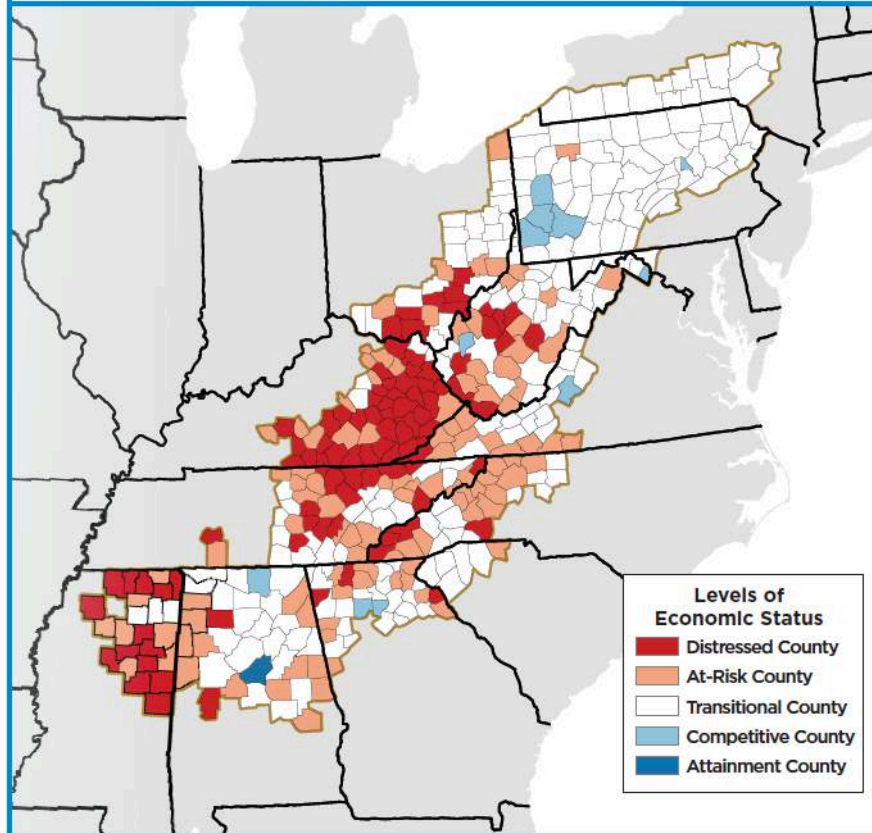 Levels of
Economic Status
Distressed County
At-Risk County
Transitional County
Competitive County
Attainment County